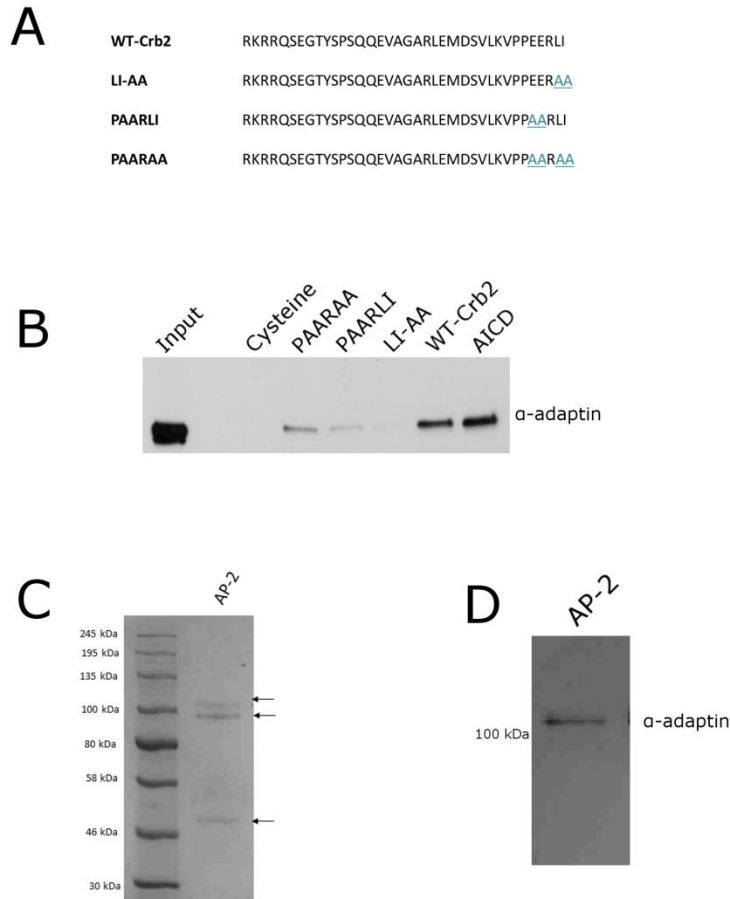 A
WT-Crb2 RKRRQSEGTYSPSQQEVAGARLEMDSVLKVPPEERLI
LI-AA RKRRQSEGTYSPSQQEVAGARLEMDSVLKVPPEERAA
PAARLI RKRRQSEGTYSPSQQEVAGARLEMDSVLKVPPAARLI
PAARAA RKRRQSEGTYSPSQQEVAGARLEMDSVLKVPPAARAA
B
Input Cysteine PAARAA PAARLI LI-AA WT-Crb2 AICD
α-adaptin
C
AP-2
245 kDa
195 kDa
135 kDa
100 kDa
80 kDa
58 kDa
46 kDa
30 kDa
D
AP-2
100 kDa
α-adaptin